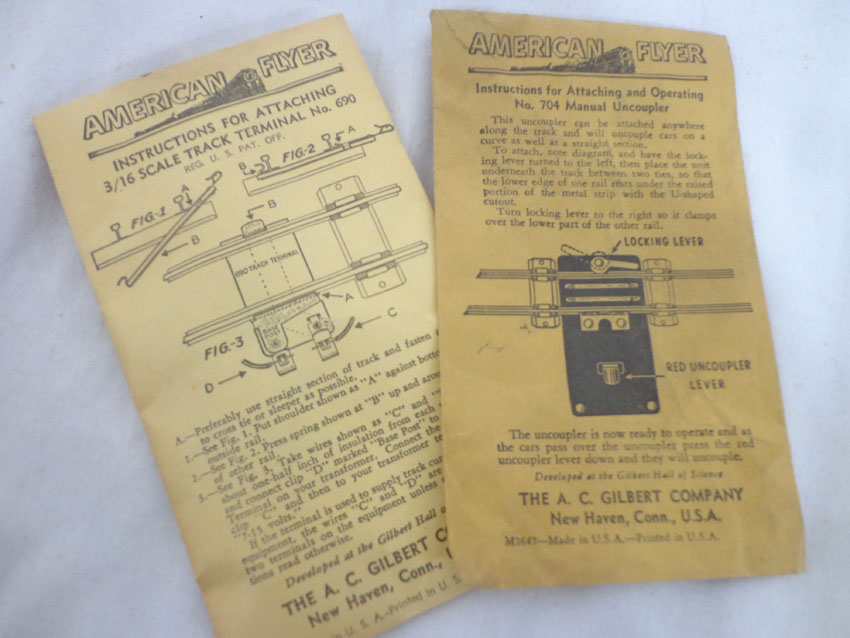 AMERICAN FLYER
INSTRUCTIONS FOR ATTACHING
3/16 SCALE TRACK TERMINAL No. 690
REG. U. S. PAT. OFF.
FIG.-2
A
B
A
FIG.-1
B
B
690 TRACK TERMINAL
A
BASE
POST
C
FIG.-3
D
A.—Preferably use straight section of track and fasten
to cross tie or sleeper as possible.
1.—See Fig. 1. Put shoulder shown as "A" against
outside rail.
2.—See Fig. 2. Press spring shown at "B" up and
of other rail.
3.—See Fig. 3. Take wires shown as "C" and
about one-half inch of insulation from each
and connect clip "D" marked "Base Post" to
Terminal on your transformer. Connect the
clip "C" and then to your transformer
7-15 volts."
If the terminal is used to supply track
equipment, the wires "C" and "D" are
two terminals on the equipment unless
tions read otherwise.
Developed at the Gilbert Hall of
THE A. C. GILBERT
New Haven, Conn.,
U. S. A.—Printed in U. S.
AMERICAN FLYER
Instructions for Attaching and Operating
No. 704 Manual Uncoupler
This uncoupler can be attached anywhere
along the track and will uncouple cars on a
curve as well as a straight section.
To attach, note diagram, and have the lock-
ing lever turned to the left, then place the unit
underneath the track between two ties, so that
the lower edge of one rail rests under the raised
portion of the metal strip with the U-shaped
cutout.
Turn locking lever to the right so it clamps
over the lower part of the other rail.
LOCKING LEVER
RED UNCOUPLER
LEVER
The uncoupler is now ready to operate and as
the cars pass over the uncoupler press the red
uncoupler lever down and they will uncouple.
Developed at the Gilbert Hall of Science
THE A. C. GILBERT COMPANY
New Haven, Conn., U.S.A.
M2647—Made in U.S.A.—Printed in U.S.A.